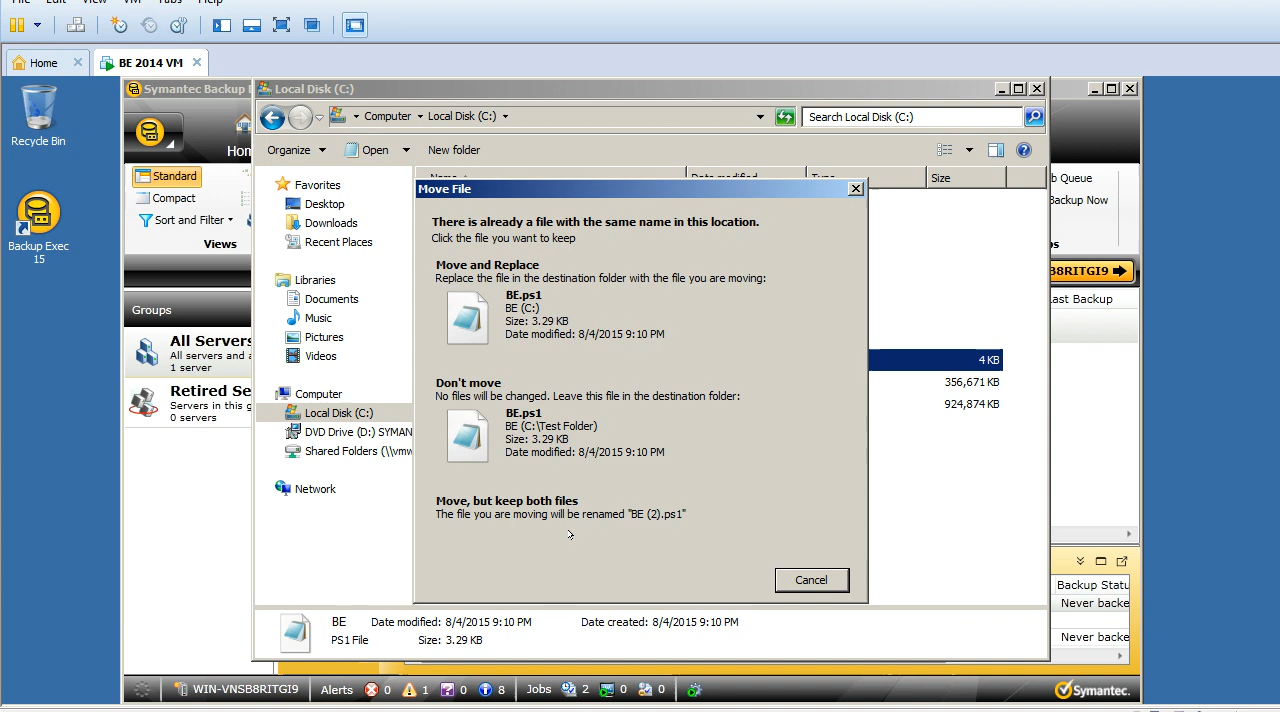 File Edit View VM Tabs Help
Home
BE 2014 VM
Recycle Bin
Backup Exec
15
Symantec Backup
Local Disk (C:)
Computer
Local Disk (C:)
Search Local Disk (C:)
Organize
Open
New folder
Standard
Compact
Sort and Filter
Views
Queue
Backup Now
B8RITGI9
Last Backup
Groups
All Servers
All servers and a
1 server
Retired Se
Servers in this g
0 servers
Favorites
Desktop
Downloads
Recent Places
Libraries
Documents
Music
Pictures
Videos
Computer
Local Disk (C:)
DVD Drive (D:) SYMAN
Shared Folders (\\vmw
Network
Name
Date modified
Type
Size
4 KB
356,671 KB
924,874 KB
Move File
There is already a file with the same name in this location.
Click the file you want to keep
Move and Replace
Replace the file in the destination folder with the file you are moving:
BE.ps1
BE (C:)
Size: 3.29 KB
Date modified: 8/4/2015 9:10 PM
Don't move
No files will be changed. Leave this file in the destination folder:
BE.ps1
BE (C:\Test Folder)
Size: 3.29 KB
Date modified: 8/4/2015 9:10 PM
Move, but keep both files
The file you are moving will be renamed "BE (2).ps1"
Cancel
BE Date modified: 8/4/2015 9:10 PM Date created: 8/4/2015 9:10 PM
PS1 File Size: 3.29 KB
Backup Statu
Never backe
Never backe
WIN-VNSB8RITGI9 Alerts 0 1 0 8 Jobs 2 0 0
Symantec.